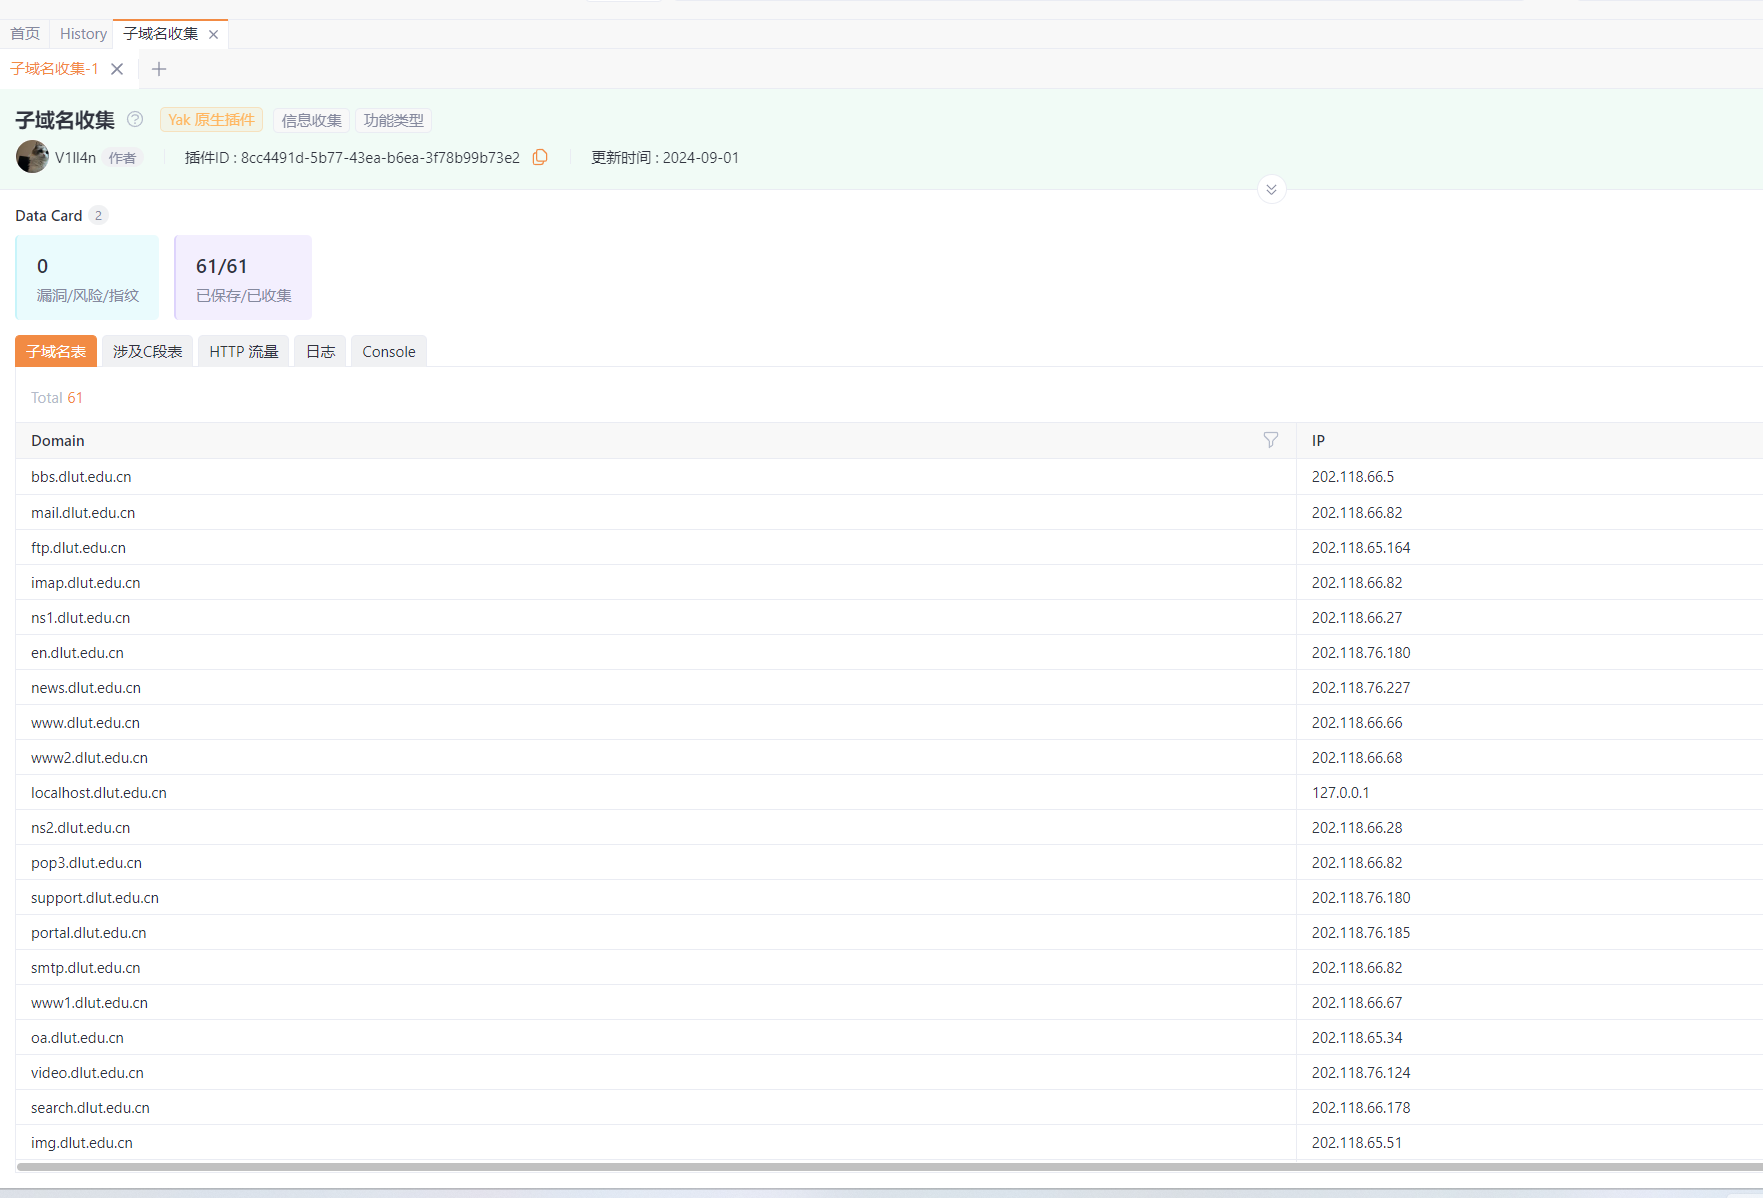 首页 History 子域名收集
子域名收集-1
子域名收集 Yak 原生插件 信息收集 功能类型
V1ll4n 作者 插件ID : 8cc4491d-5b77-43ea-b6ea-3f78b99b73e2 更新时间 : 2024-09-01
Data Card 2
0 61/61
漏洞/风险/指纹 已保存/已收集
子域名表 涉及C段表 HTTP 流量 日志 Console
Total 61
Domain IP
bbs.dlut.edu.cn 202.118.66.5
mail.dlut.edu.cn 202.118.66.82
ftp.dlut.edu.cn 202.118.65.164
imap.dlut.edu.cn 202.118.66.82
ns1.dlut.edu.cn 202.118.66.27
en.dlut.edu.cn 202.118.76.180
news.dlut.edu.cn 202.118.76.227
www.dlut.edu.cn 202.118.66.66
www2.dlut.edu.cn 202.118.66.68
localhost.dlut.edu.cn 127.0.0.1
ns2.dlut.edu.cn 202.118.66.28
pop3.dlut.edu.cn 202.118.66.82
support.dlut.edu.cn 202.118.76.180
portal.dlut.edu.cn 202.118.76.185
smtp.dlut.edu.cn 202.118.66.82
www1.dlut.edu.cn 202.118.66.67
oa.dlut.edu.cn 202.118.65.34
video.dlut.edu.cn 202.118.76.124
search.dlut.edu.cn 202.118.66.178
img.dlut.edu.cn 202.118.65.51